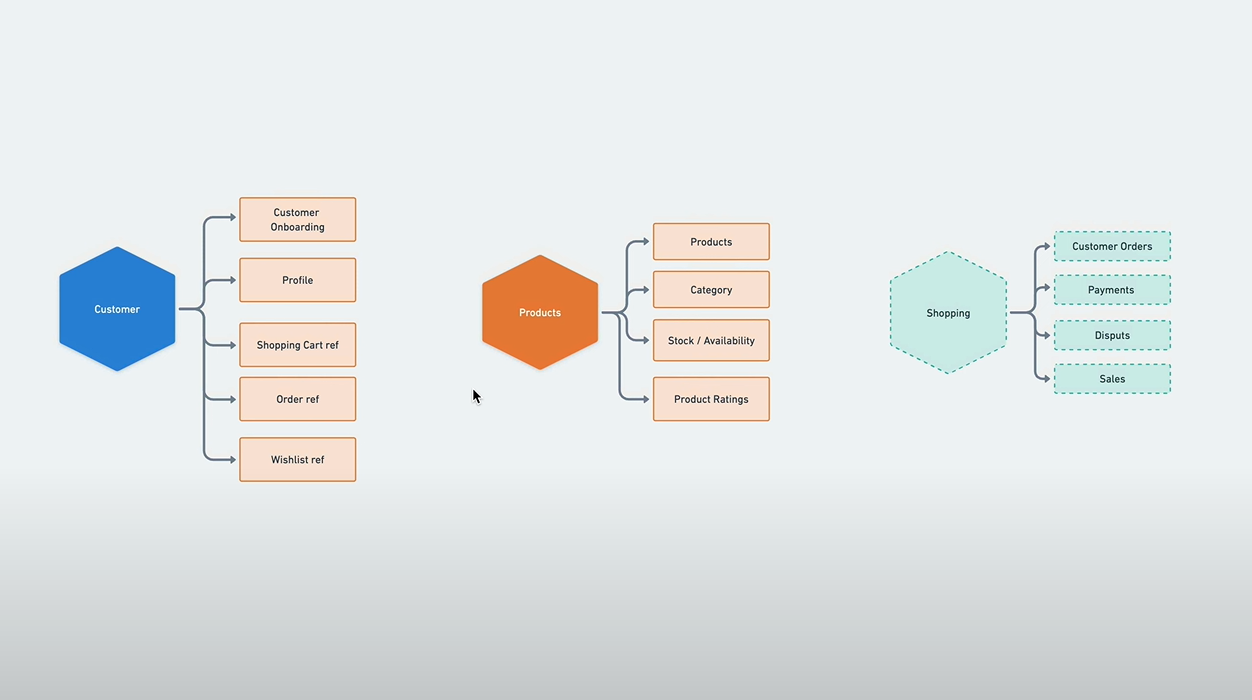 Customer
Customer
Onboarding
Profile
Shopping Cart ref
Order ref
Wishlist ref
Products
Products
Category
Stock / Availability
Product Ratings
Shopping
Customer Orders
Payments
Disputs
Sales